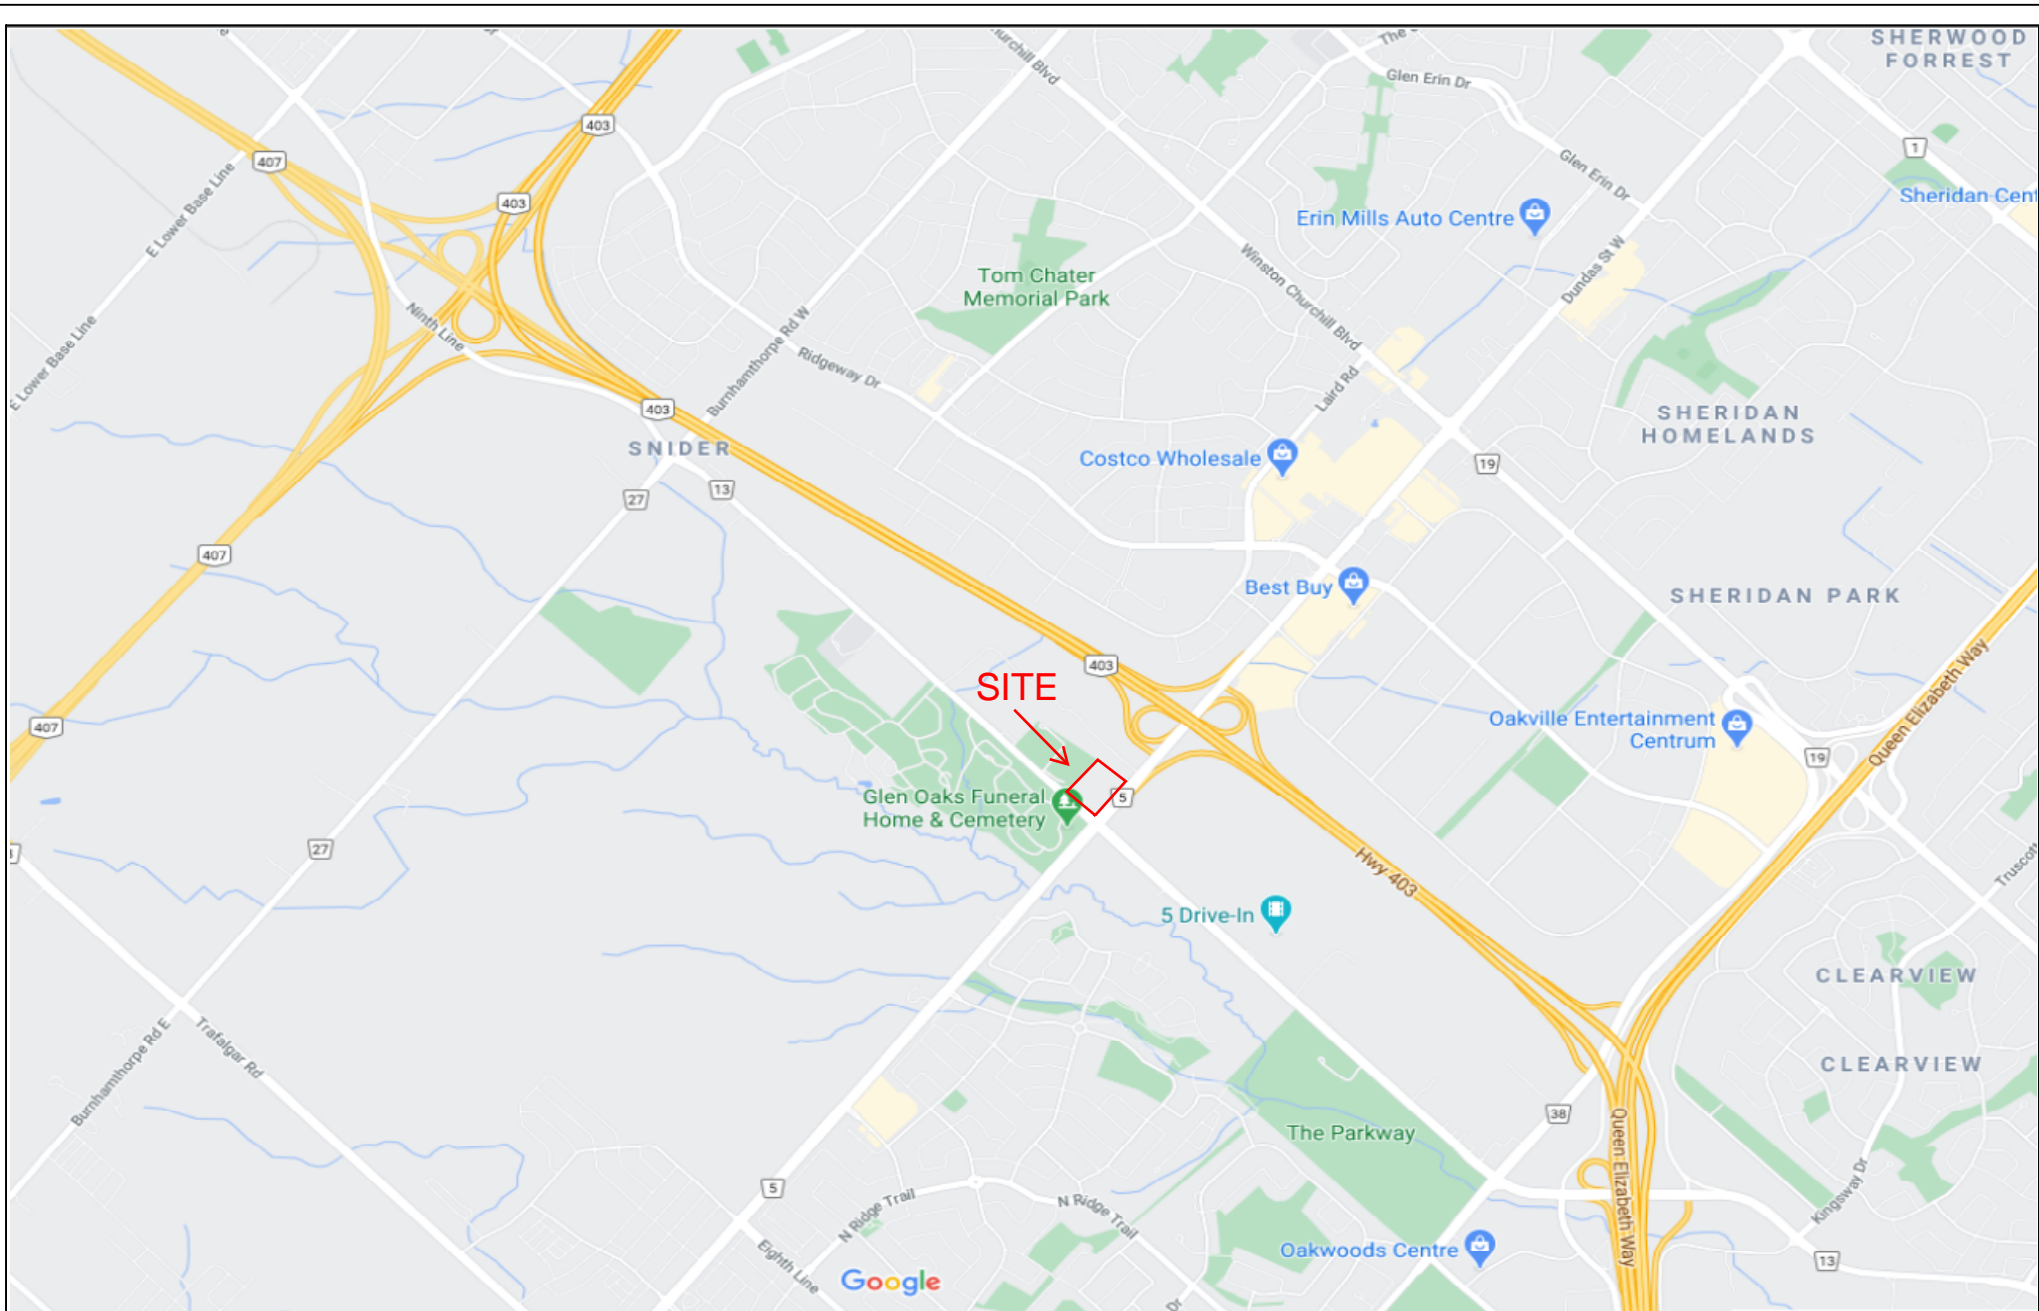 SHERWOOD
FORREST
The
Churchill Blvd
Glen Erin Dr
403
1
407
Glen Erin Dr
E Lower Base Line
403
Erin Mills Auto Centre
Sheridan Cent
Dundas St W
Tom Chater
Memorial Park
Winston Churchill Blvd
Ninth Line
Burnhamthorpe Rd W
Ridgeway Dr
E Lower Base Line
Laird Rd
403
SHERIDAN
HOMELANDS
SNIDER
Costco Wholesale
19
13
27
407
Best Buy
SHERIDAN PARK
403
SITE
Queen Elizabeth Way
407
Oakville Entertainment
Centrum
19
Glen Oaks Funeral
Home & Cemetery
5
27
Hwy 403
Truscott
5 Drive-In
CLEARVIEW
Burnhamthorpe Rd E
Trafalgar Rd
CLEARVIEW
38
Queen Elizabeth Way
The Parkway
5
N Ridge Trail
N Ridge Trail
Kingsway Dr
Eighth Line
Oakwoods Centre
13
Google
Dr